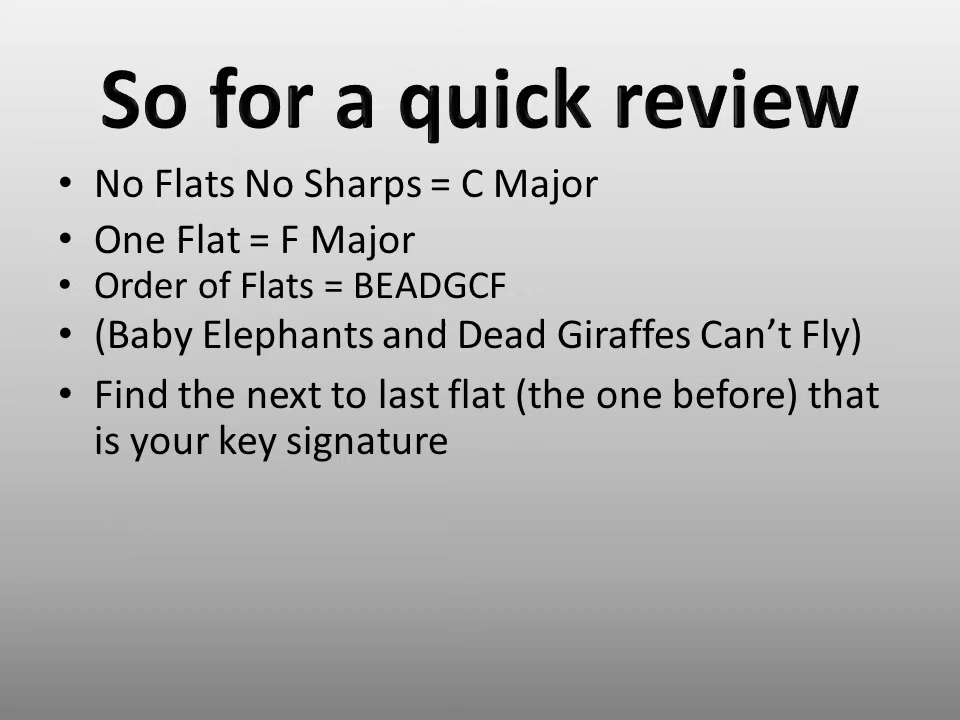 So for a quick review
• No Flats No Sharps = C Major
• One Flat = F Major
• Order of Flats = BEADGCF
• (Baby Elephants and Dead Giraffes Can’t Fly)
• Find the next to last flat (the one before) that
is your key signature